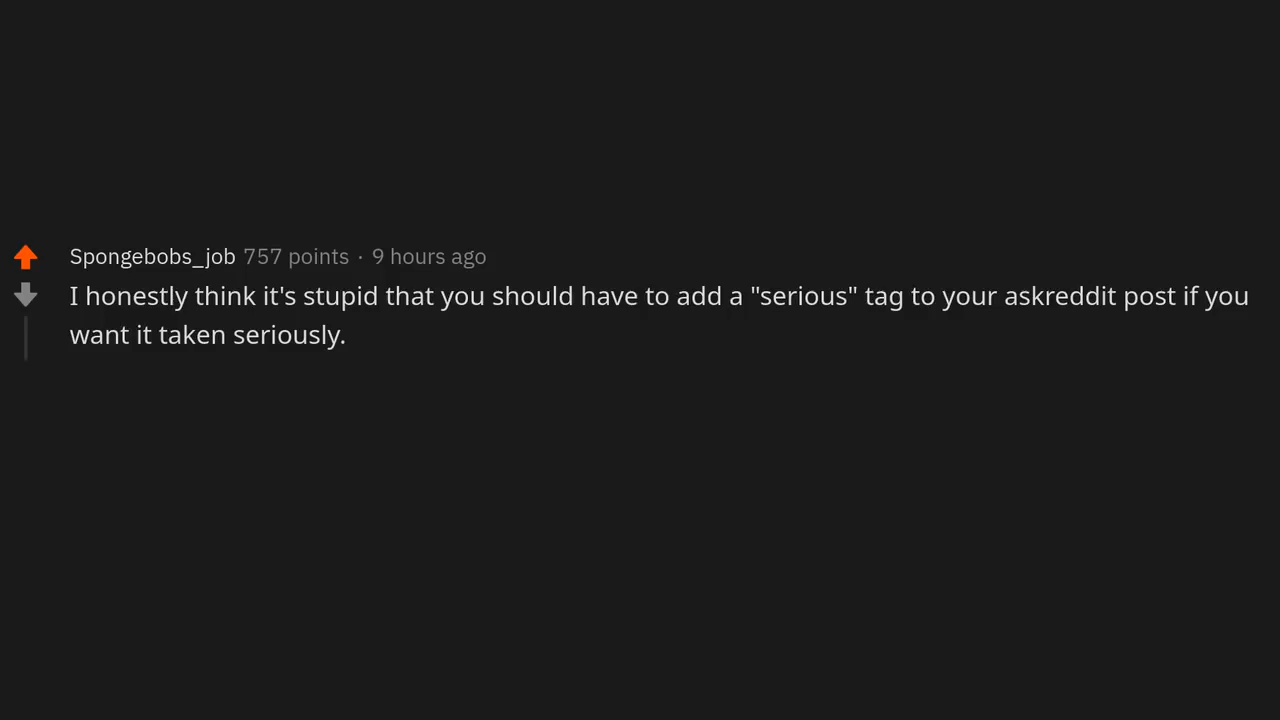 Spongebobs_job 757 points · 9 hours ago
I honestly think it's stupid that you should have to add a "serious" tag to your askreddit post if you
want it taken seriously.